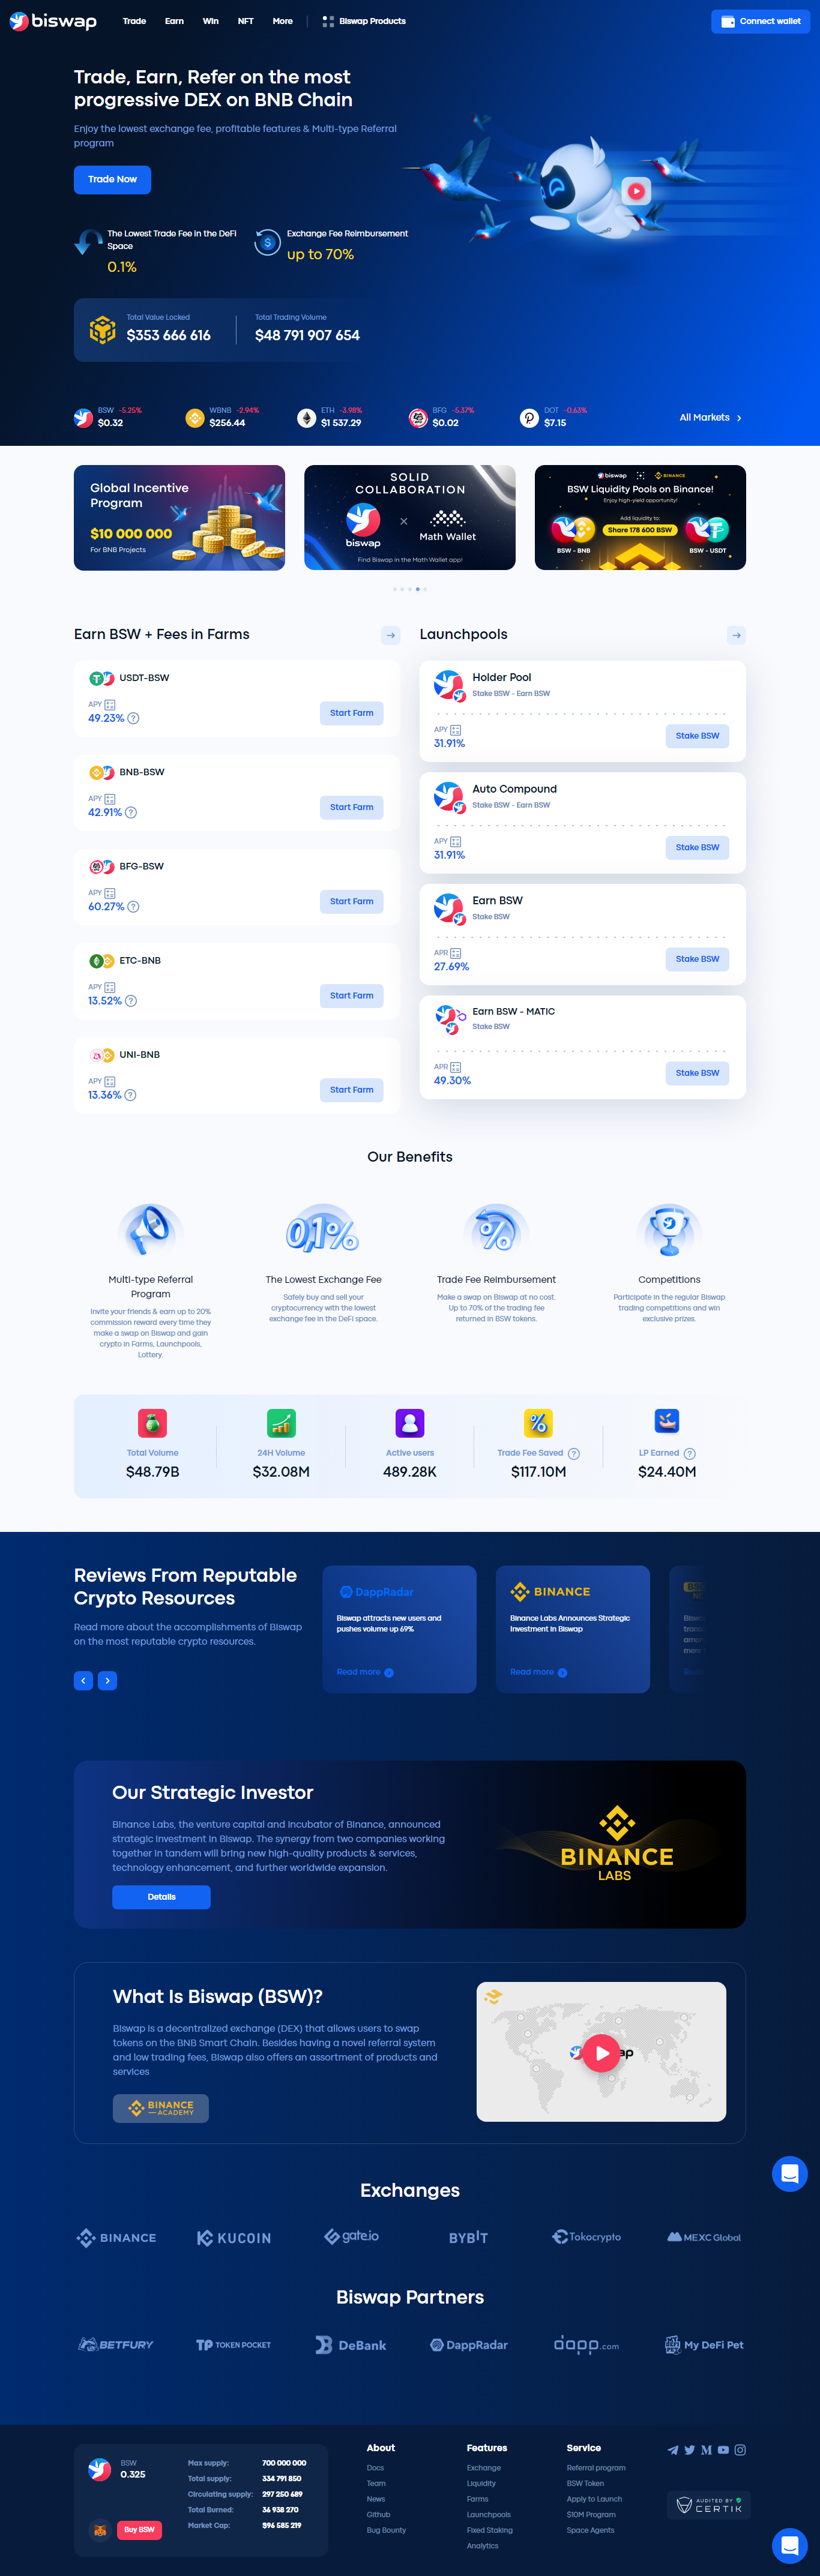 biswap
Trade Earn Win NFT More Biswap Products
Connect wallet
Trade, Earn, Refer on the most
progressive DEX on BNB Chain
Enjoy the lowest exchange fee, profitable features & Multi-type Referral
program
Trade Now
The Lowest Trade Fee in the DeFi
Space
0.1%
Exchange Fee Reimbursement
up to 70%
Total Value Locked
$353 666 616
Total Trading Volume
$48 791 907 654
BSW -5.25%
$0.32
WBNB -2.94%
$256.44
ETH -3.98%
$1 537.29
BFG -5.37%
$0.02
DOT -0.63%
$7.15
All Markets
Global Incentive
Program
$10 000 000
For BNB Projects
SOLID
COLLABORATION
biswap
Math Wallet
Find Biswap in the Math Wallet app!
biswap BINANCE
BSW Liquidity Pools on Binance!
Enjoy high-yield opportunity!
Add liquidity to:
Share 178 600 BSW
BSW - BNB
BSW - USDT
Earn BSW + Fees in Farms
USDT-BSW
APY
49.23%
Start Farm
BNB-BSW
APY
42.91%
Start Farm
BFG-BSW
APY
60.27%
Start Farm
ETC-BNB
APY
13.52%
Start Farm
UNI-BNB
APY
13.36%
Start Farm
Launchpools
Holder Pool
Stake BSW - Earn BSW
APY
31.91%
Stake BSW
Auto Compound
Stake BSW - Earn BSW
APY
31.91%
Stake BSW
Earn BSW
Stake BSW
APR
27.69%
Stake BSW
Earn BSW - MATIC
Stake BSW
APR
49.30%
Stake BSW
Our Benefits
0,1%
%
Multi-type Referral
Program
Invite your friends & earn up to 20%
commission reward every time they
make a swap on Biswap and gain
crypto in Farms, Launchpools,
Lottery.
The Lowest Exchange Fee
Safely buy and sell your
cryptocurrency with the lowest
exchange fee in the DeFi space.
Trade Fee Reimbursement
Make a swap on Biswap at no cost.
Up to 70% of the trading fee
returned in BSW tokens.
Competitions
Participate in the regular Biswap
trading competitions and win
exclusive prizes.
Total Volume
$48.79B
24H Volume
$32.08M
Active users
489.28K
Trade Fee Saved
$117.10M
LP Earned
$24.40M
Reviews From Reputable
Crypto Resources
Read more about the accomplishments of Biswap
on the most reputable crypto resources.
DappRadar
Biswap attracts new users and
pushes volume up 69%
Read more
BINANCE
Binance Labs Announces Strategic
Investment in Biswap
Read more
Our Strategic Investor
Binance Labs, the venture capital and incubator of Binance, announced
strategic investment in Biswap. The synergy from two companies working
together in tandem will bring new high-quality products & services,
technology enhancement, and further worldwide expansion.
Details
BINANCE
LABS
What Is Biswap (BSW)?
Biswap is a decentralized exchange (DEX) that allows users to swap
tokens on the BNB Smart Chain. Besides having a novel referral system
and low trading fees, Biswap also offers an assortment of products and
services
BINANCE
ACADEMY
Exchanges
BINANCE KUCOIN gate.io BYBIT Tokocrypto MEXC Global
Biswap Partners
BETFURY TOKEN POCKET DeBank DappRadar dapp.com My DeFi Pet
BSW
0.325
Buy BSW
Max supply: 700 000 000
Total supply: 334 791 850
Circulating supply: 297 250 689
Total Burned: 36 938 270
Market Cap: $96 585 219
About
Docs
Team
News
Github
Bug Bounty
Features
Exchange
Liquidity
Farms
Launchpools
Fixed Staking
Analytics
Service
Referral program
BSW Token
Apply to Launch
$10M Program
Space Agents
AUDITED BY
CERTIK